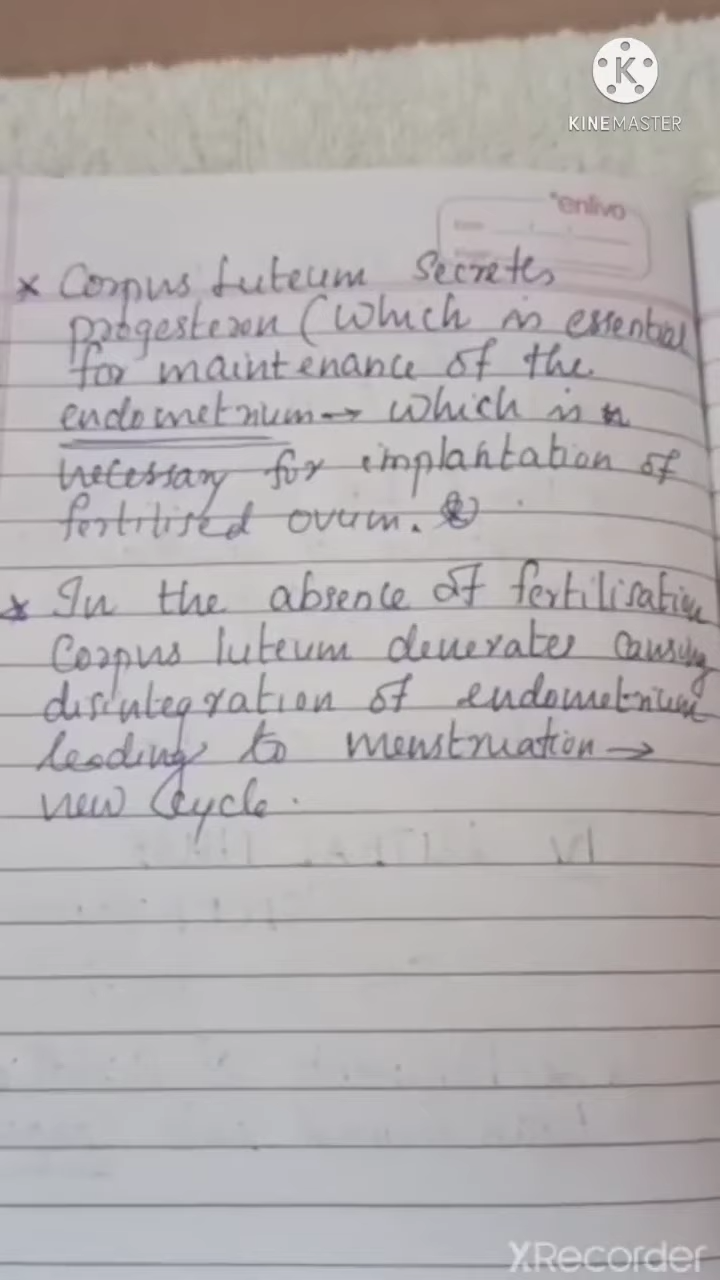 KINEMASTER
enlivo
* Corpus luteum secretes
progesteron (which is essential
for maintenance of the
endometrium → which is
necessary for implantation of
fertilised ovum.
* In the absence of fertilisation
Corpus luteum denerates causing
disintegration of endometrium
leading to menstruation →
new Cycle.
XRecorder